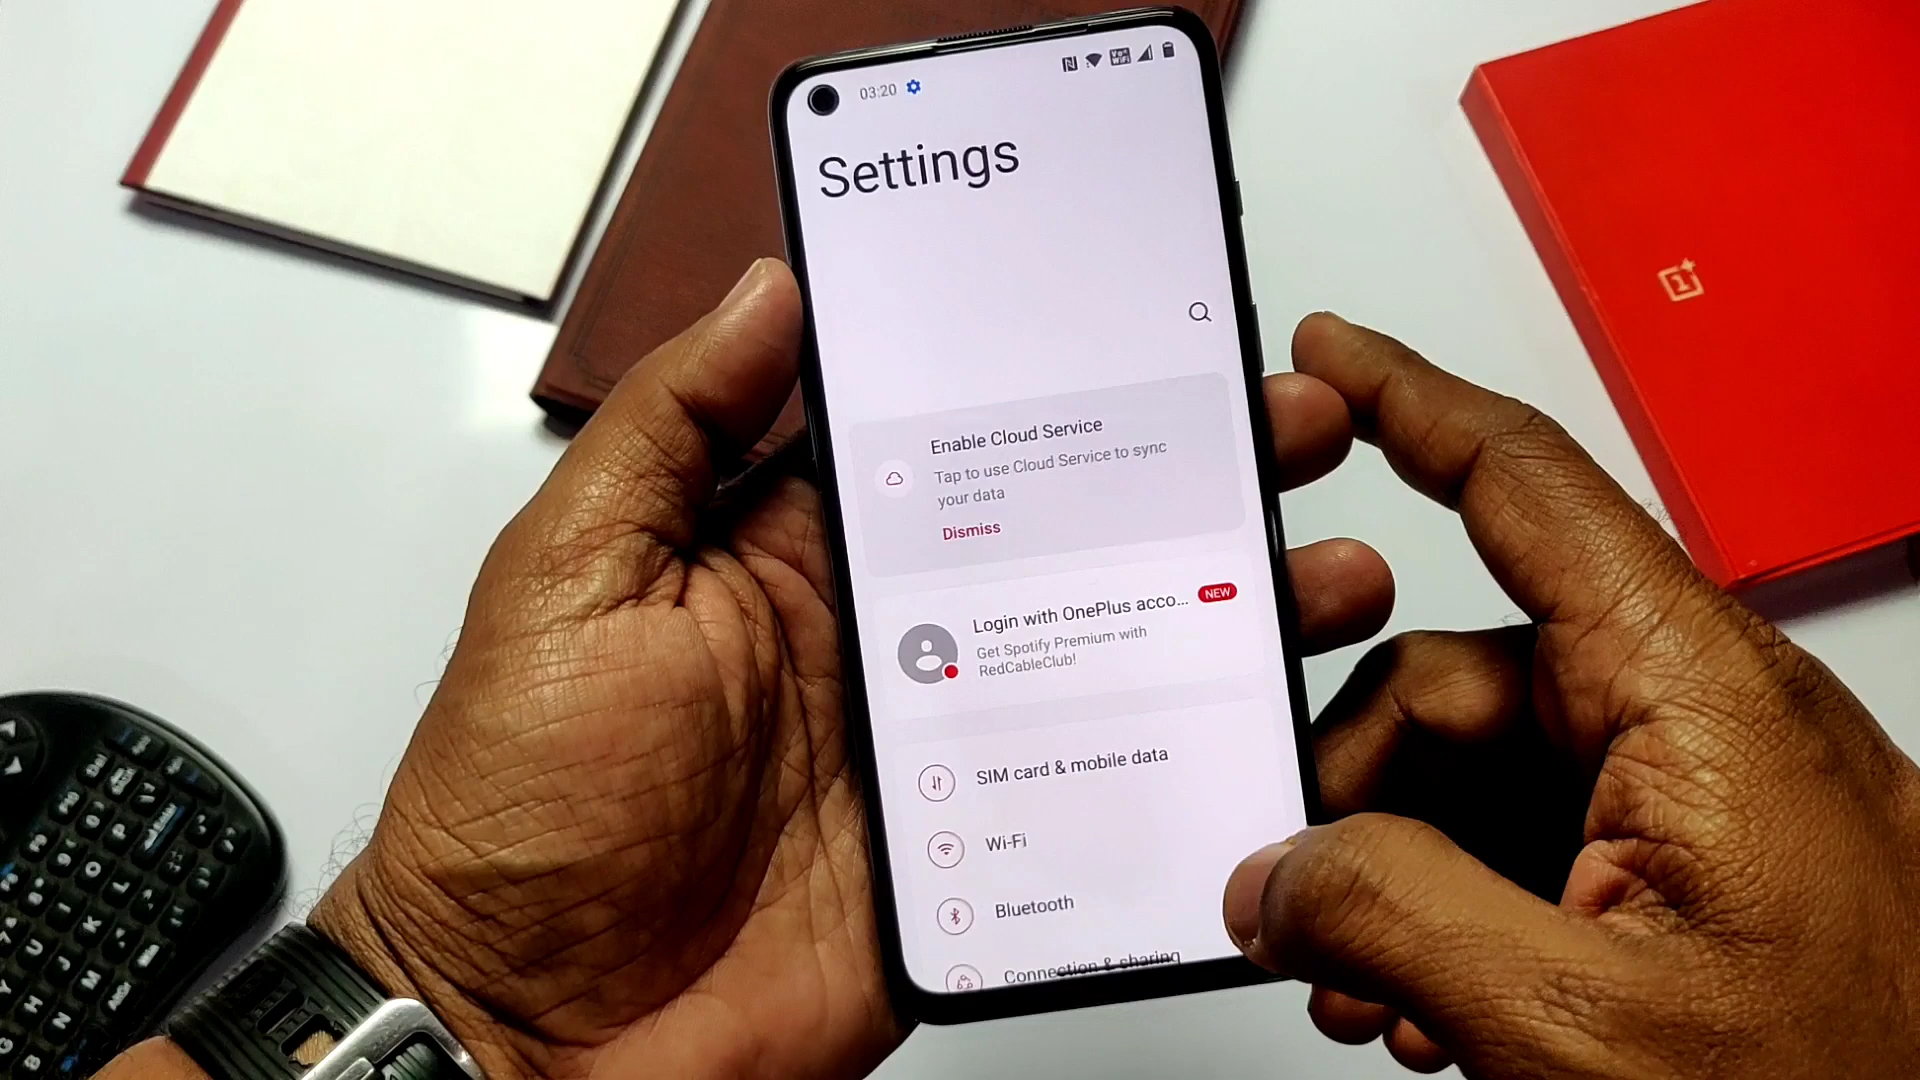 03:20
Settings
Enable Cloud Service
Tap to use Cloud Service to sync
your data
Dismiss
Login with OnePlus acco...
NEW
Get Spotify Premium with
RedCableClub!
SIM card & mobile data
Wi-Fi
Bluetooth
Connection & sharing